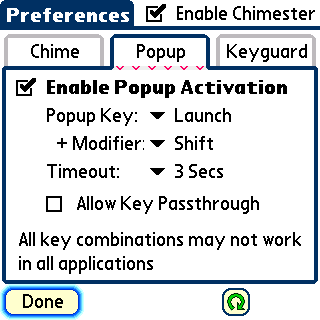 Preferences Enable Chimester
Chime Popup Keyguard
Enable Popup Activation
Popup Key: Launch
+ Modifier: Shift
Timeout: 3 Secs
Allow Key Passthrough
All key combinations may not work
in all applications
Done